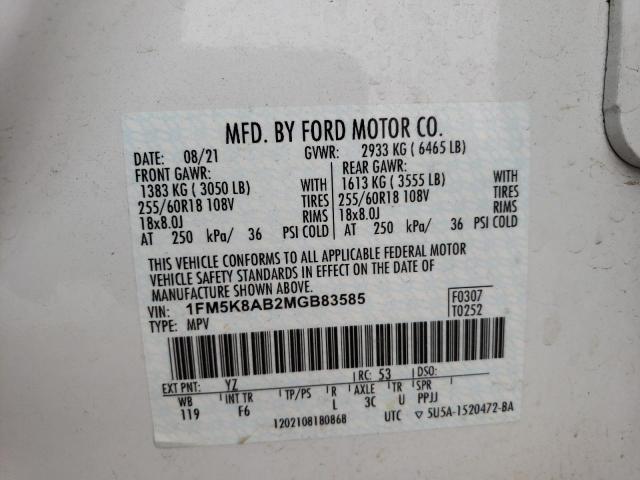 MFD. BY FORD MOTOR CO.
DATE: 08/21 GVWR: 2933 KG ( 6465 LB)
FRONT GAWR: REAR GAWR:
1383 KG ( 3050 LB) WITH 1613 KG ( 3555 LB) WITH
255/60R18 108V TIRES 255/60R18 108V TIRES
18x8.0J RIMS 18x8.0J RIMS
AT 250 kPa/ 36 PSI COLD AT 250 kPa/ 36 PSI COLD
THIS VEHICLE CONFORMS TO ALL APPLICABLE FEDERAL MOTOR
VEHICLE SAFETY STANDARDS IN EFFECT ON THE DATE OF
MANUFACTURE SHOWN ABOVE.
VIN: 1FM5K8AB2MGB83585 F0307
TYPE: MPV T0252
EXT PNT: YZ RC: 53 DSO:
WB INT TR TP/PS R AXLE TR SPR
119 F6 L 3C U PPJJ
1202108180868 UTC ▽ 5U5A-1520472-BA